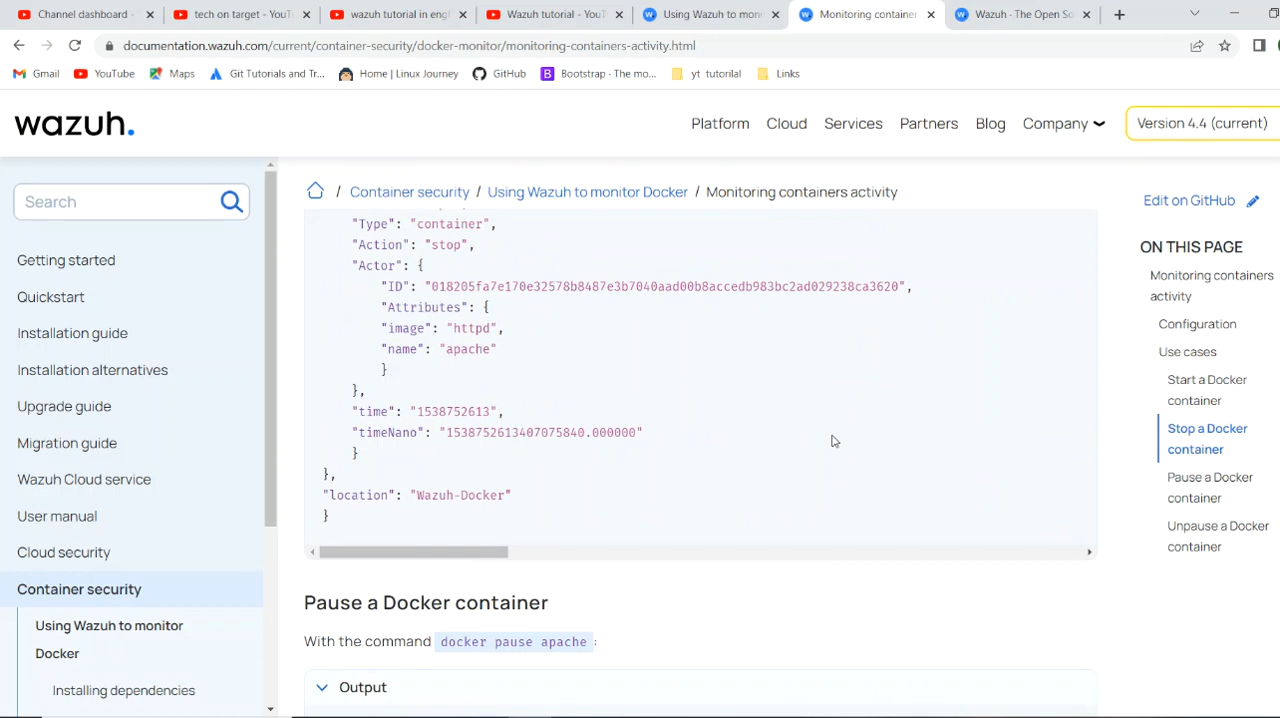 Channel dashboard -
tech on target - YouT
wazuh tutorial in engl
Wazuh tutorial - YouT
Using Wazuh to moni
Monitoring container
Wazuh - The Open So
documentation.wazuh.com/current/container-security/docker-monitor/monitoring-containers-activity.html
Gmail
YouTube
Maps
Git Tutorials and Tr...
Home | Linux Journey
GitHub
Bootstrap · The mo...
yt tutorilal
Links
wazuh.
Platform
Cloud
Services
Partners
Blog
Company
Version 4.4 (current)
Search
Getting started
Quickstart
Installation guide
Installation alternatives
Upgrade guide
Migration guide
Wazuh Cloud service
User manual
Cloud security
Container security
Using Wazuh to monitor
Docker
Installing dependencies
/ Container security / Using Wazuh to monitor Docker / Monitoring containers activity
"Type": "container",
"Action": "stop",
"Actor": {
"ID": "018205fa7e170e32578b8487e3b7040aad00b8accedb983bc2ad029238ca3620",
"Attributes": {
"image": "httpd",
"name": "apache"
}
},
"time": "1538752613",
"timeNano": "1538752613407075840.000000"
}
},
"location": "Wazuh-Docker"
}
Pause a Docker container
With the command docker pause apache :
Output
Edit on GitHub
ON THIS PAGE
Monitoring containers
activity
Configuration
Use cases
Start a Docker
container
Stop a Docker
container
Pause a Docker
container
Unpause a Docker
container